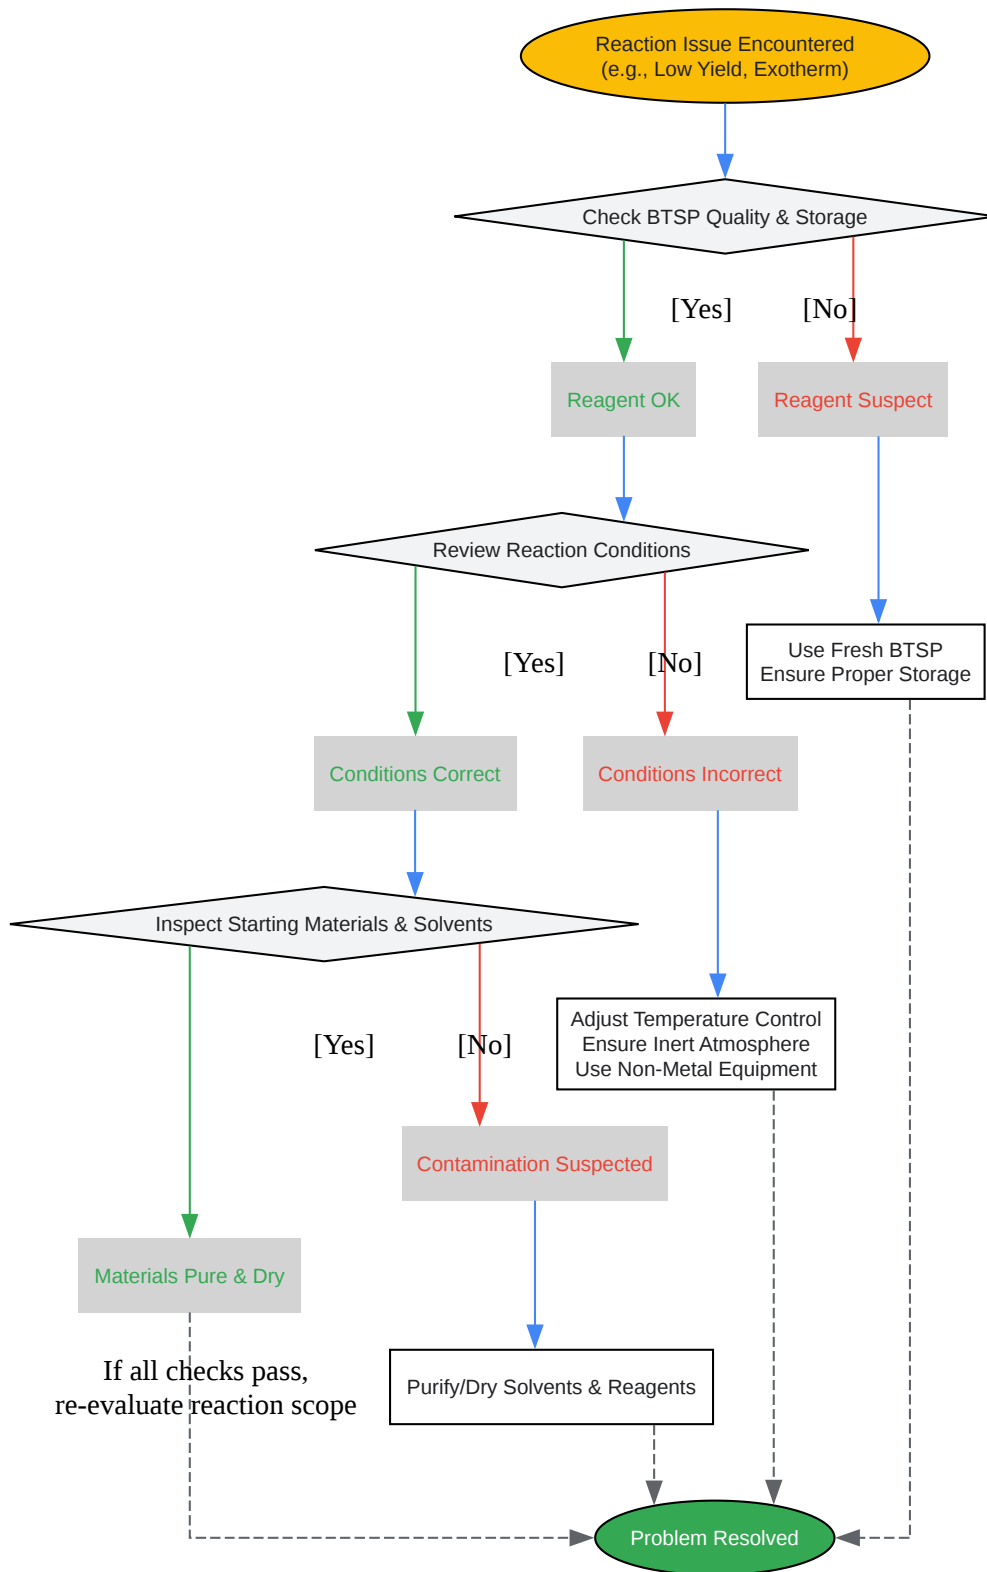 Reaction Issue Encountered
(e.g., Low Yield, Exotherm)
Check BTSP Quality & Storage
[Yes]
[No]
Reagent OK
Reagent Suspect
Review Reaction Conditions
Use Fresh BTSP
Ensure Proper Storage
[Yes]
[No]
Conditions Correct
Conditions Incorrect
Inspect Starting Materials & Solvents
Adjust Temperature Control
Ensure Inert Atmosphere
Use Non-Metal Equipment
[Yes]
[No]
Contamination Suspected
Materials Pure & Dry
If all checks pass,
re-evaluate reaction scope
Purify/Dry Solvents & Reagents
Problem Resolved